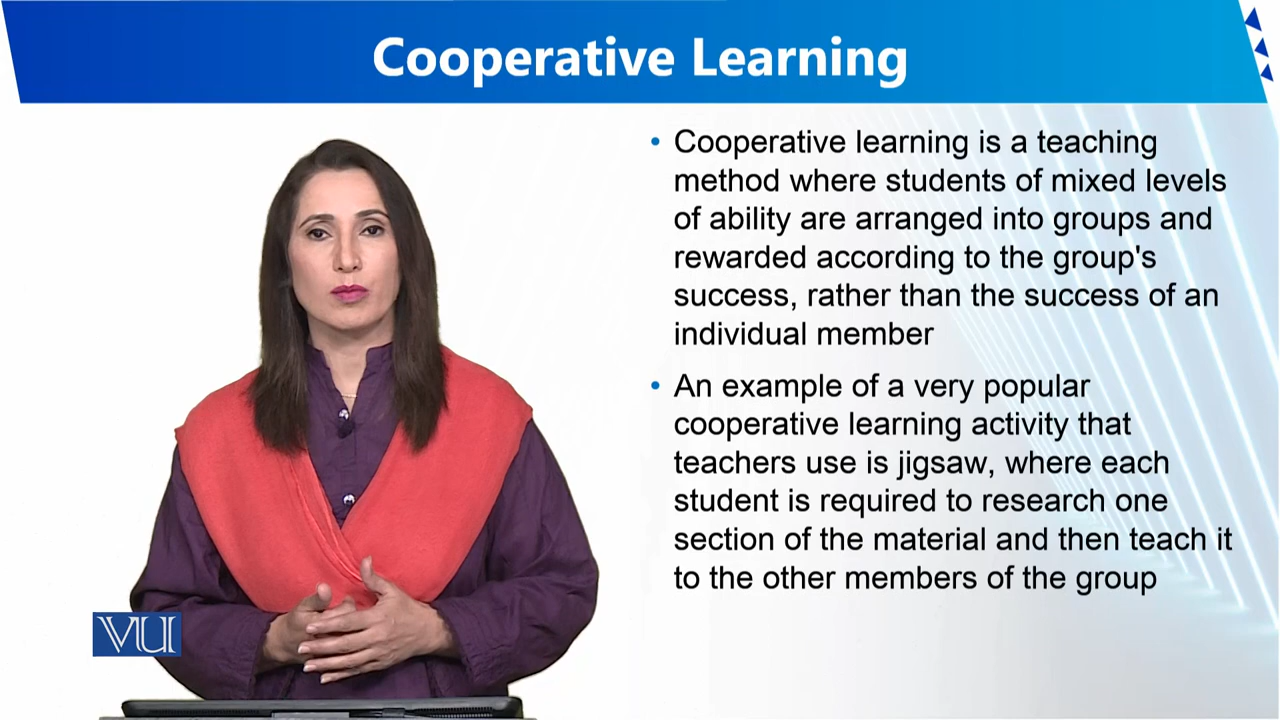 Cooperative Learning
• Cooperative learning is a teaching
method where students of mixed levels
of ability are arranged into groups and
rewarded according to the group's
success, rather than the success of an
individual member
• An example of a very popular
cooperative learning activity that
teachers use is jigsaw, where each
student is required to research one
section of the material and then teach it
to the other members of the group
VU